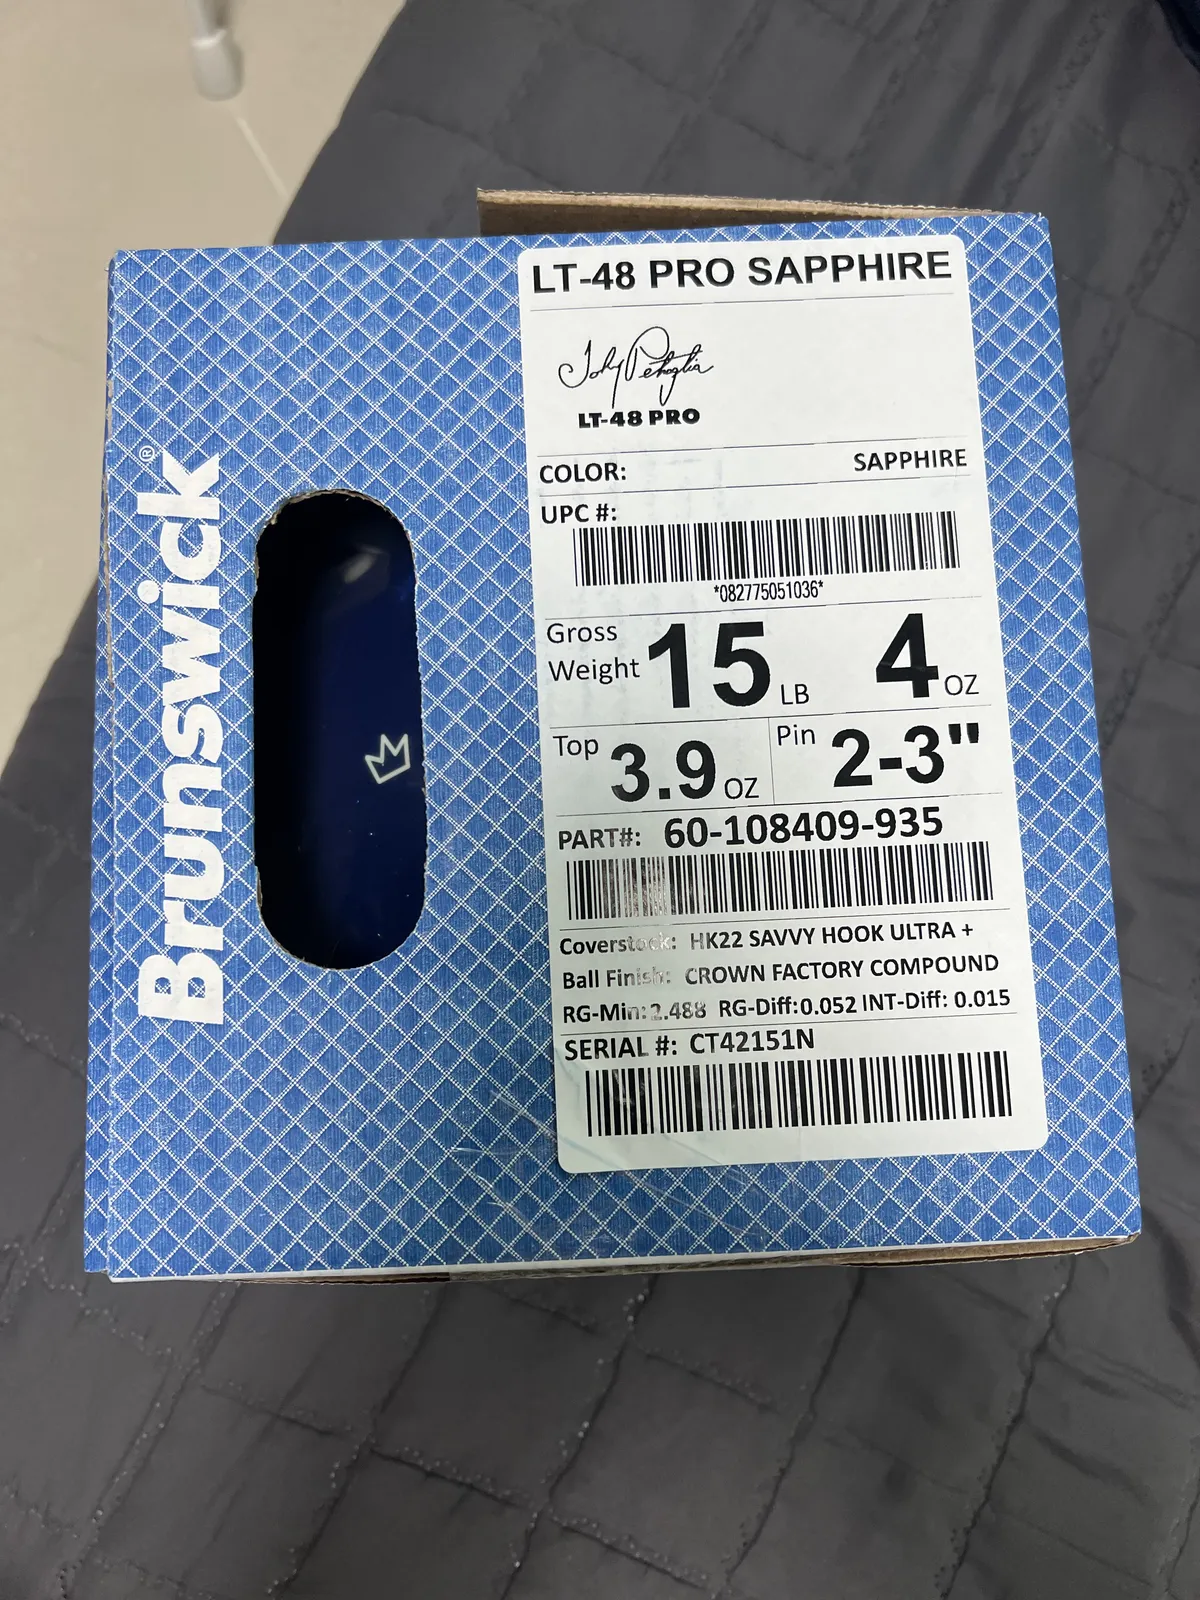 Brunswick®
LT-48 PRO SAPPHIRE
LT-48 PRO
COLOR: SAPPHIRE
UPC #:
*082775051036*
Gross Weight 15 LB 4 OZ
Top 3.9 OZ Pin 2-3"
PART#: 60-108409-935
Coverstock: HK22 SAVVY HOOK ULTRA +
Ball Finish: CROWN FACTORY COMPOUND
RG-Min:2.488 RG-Diff:0.052 INT-Diff: 0.015
SERIAL #: CT42151N